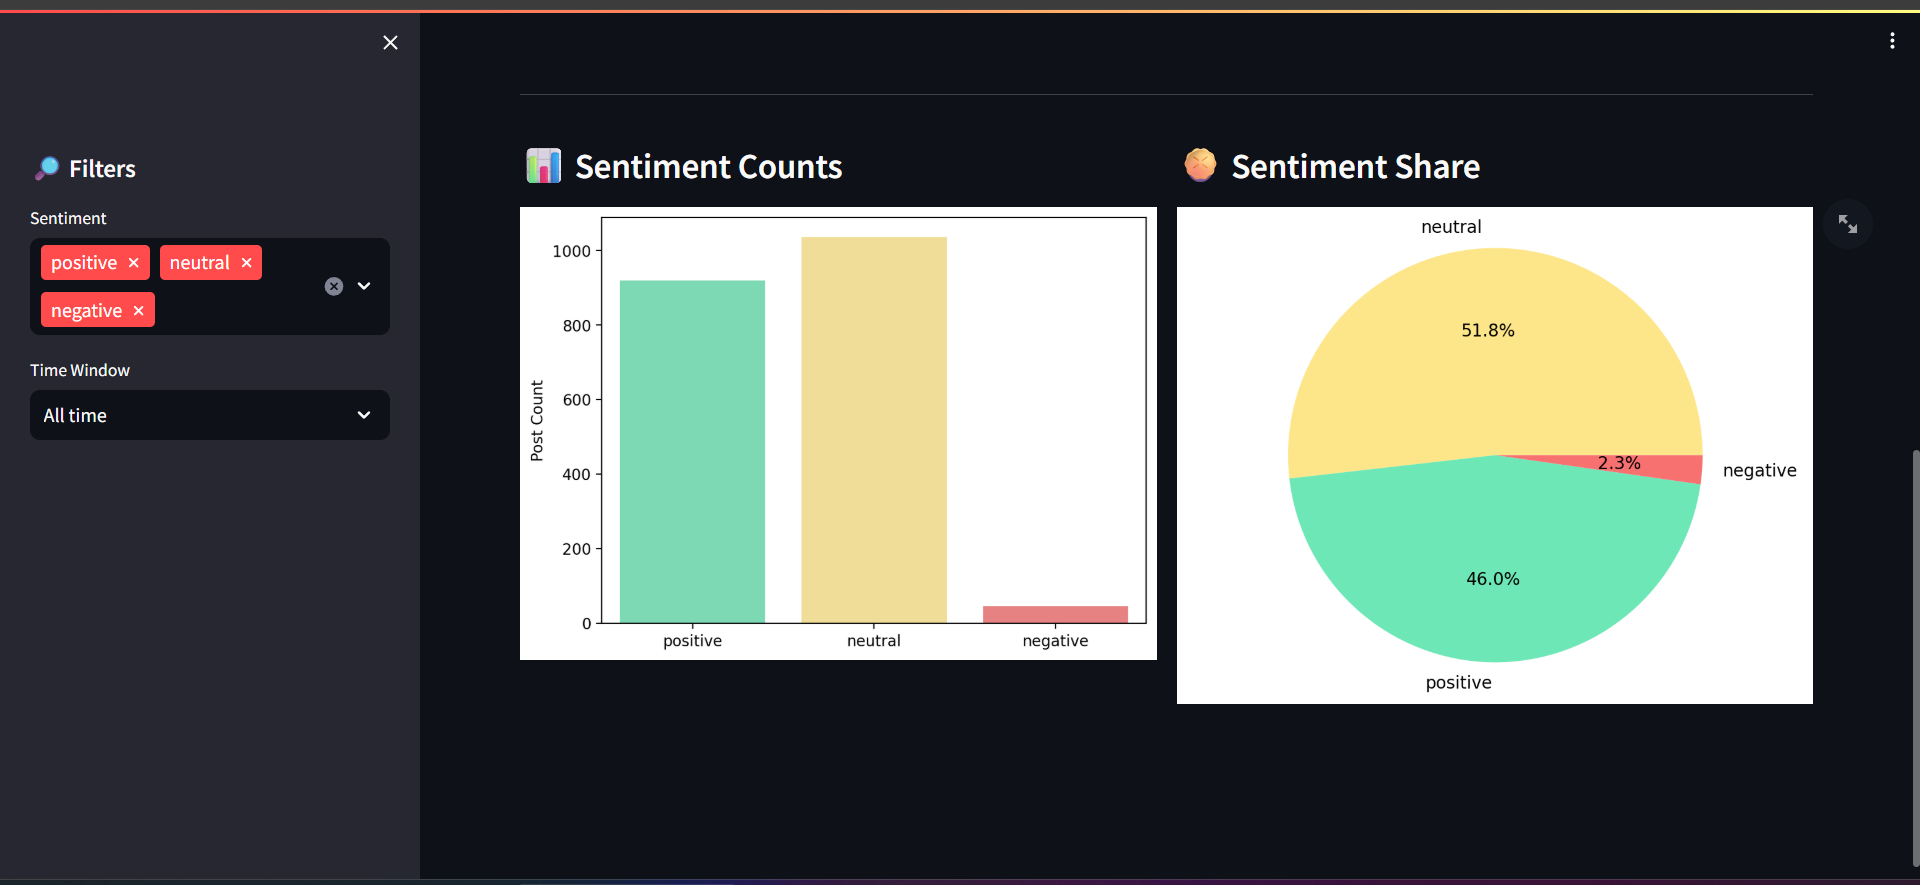 Filters
Sentiment
positive
neutral
negative
Time Window
All time
Sentiment Counts
1000
800
600
400
200
0
Post Count
positive
neutral
negative
Sentiment Share
neutral
51.8%
2.3%
negative
46.0%
positive